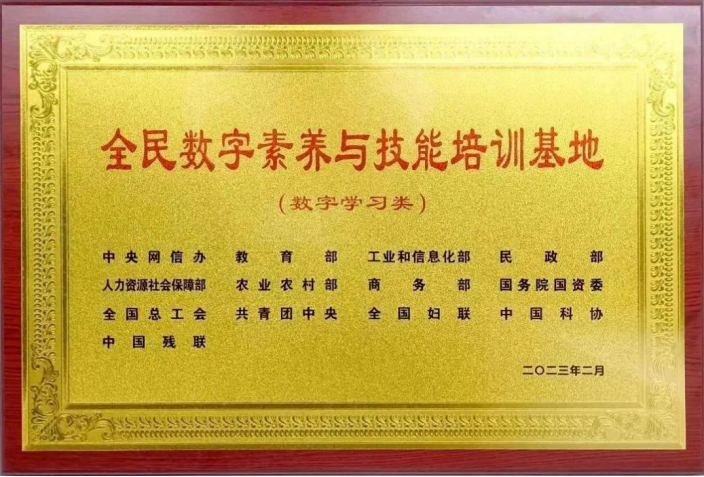 全民数字素养与技能培训基地
(数字学习类)
中央网信办 教育部 工业和信息化部 民政部
人力资源社会保障部 农业农村部 商务部 国务院国资委
全国总工会 共青团中央 全国妇联 中国科协
中国残联
二〇二三年二月